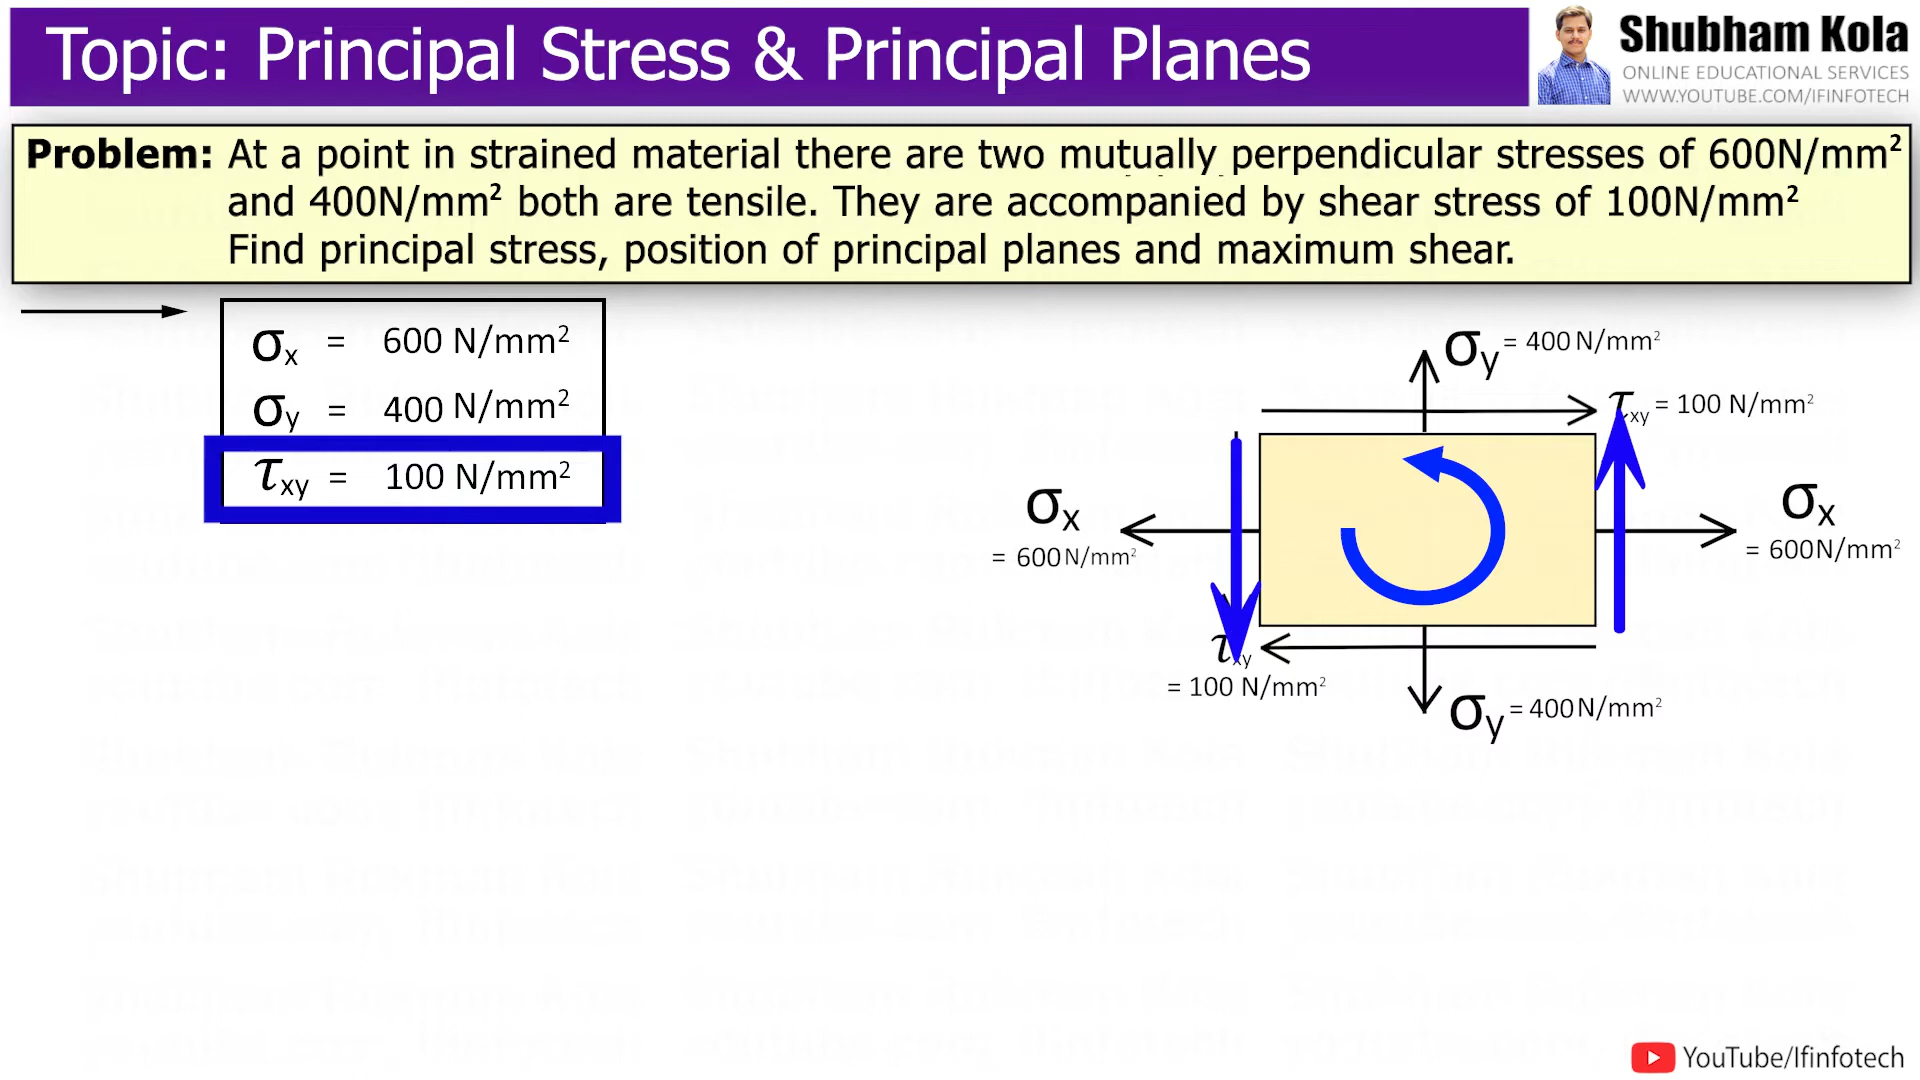 Topic: Principal Stress & Principal Planes
Shubham Kola
ONLINE EDUCATIONAL SERVICES
WWW.YOUTUBE.COM/IFINFOTECH
Problem: At a point in strained material there are two mutually perpendicular stresses of 600N/mm²
and 400N/mm² both are tensile. They are accompanied by shear stress of 100N/mm²
Find principal stress, position of principal planes and maximum shear.
σx = 600 N/mm²
σy = 400 N/mm²
τxy = 100 N/mm²
σy = 400 N/mm²
τxy = 100 N/mm²
σx
= 600 N/mm²
σx
= 600N/mm²
τxy
= 100 N/mm²
σy = 400 N/mm²
YouTube/Ifinfotech